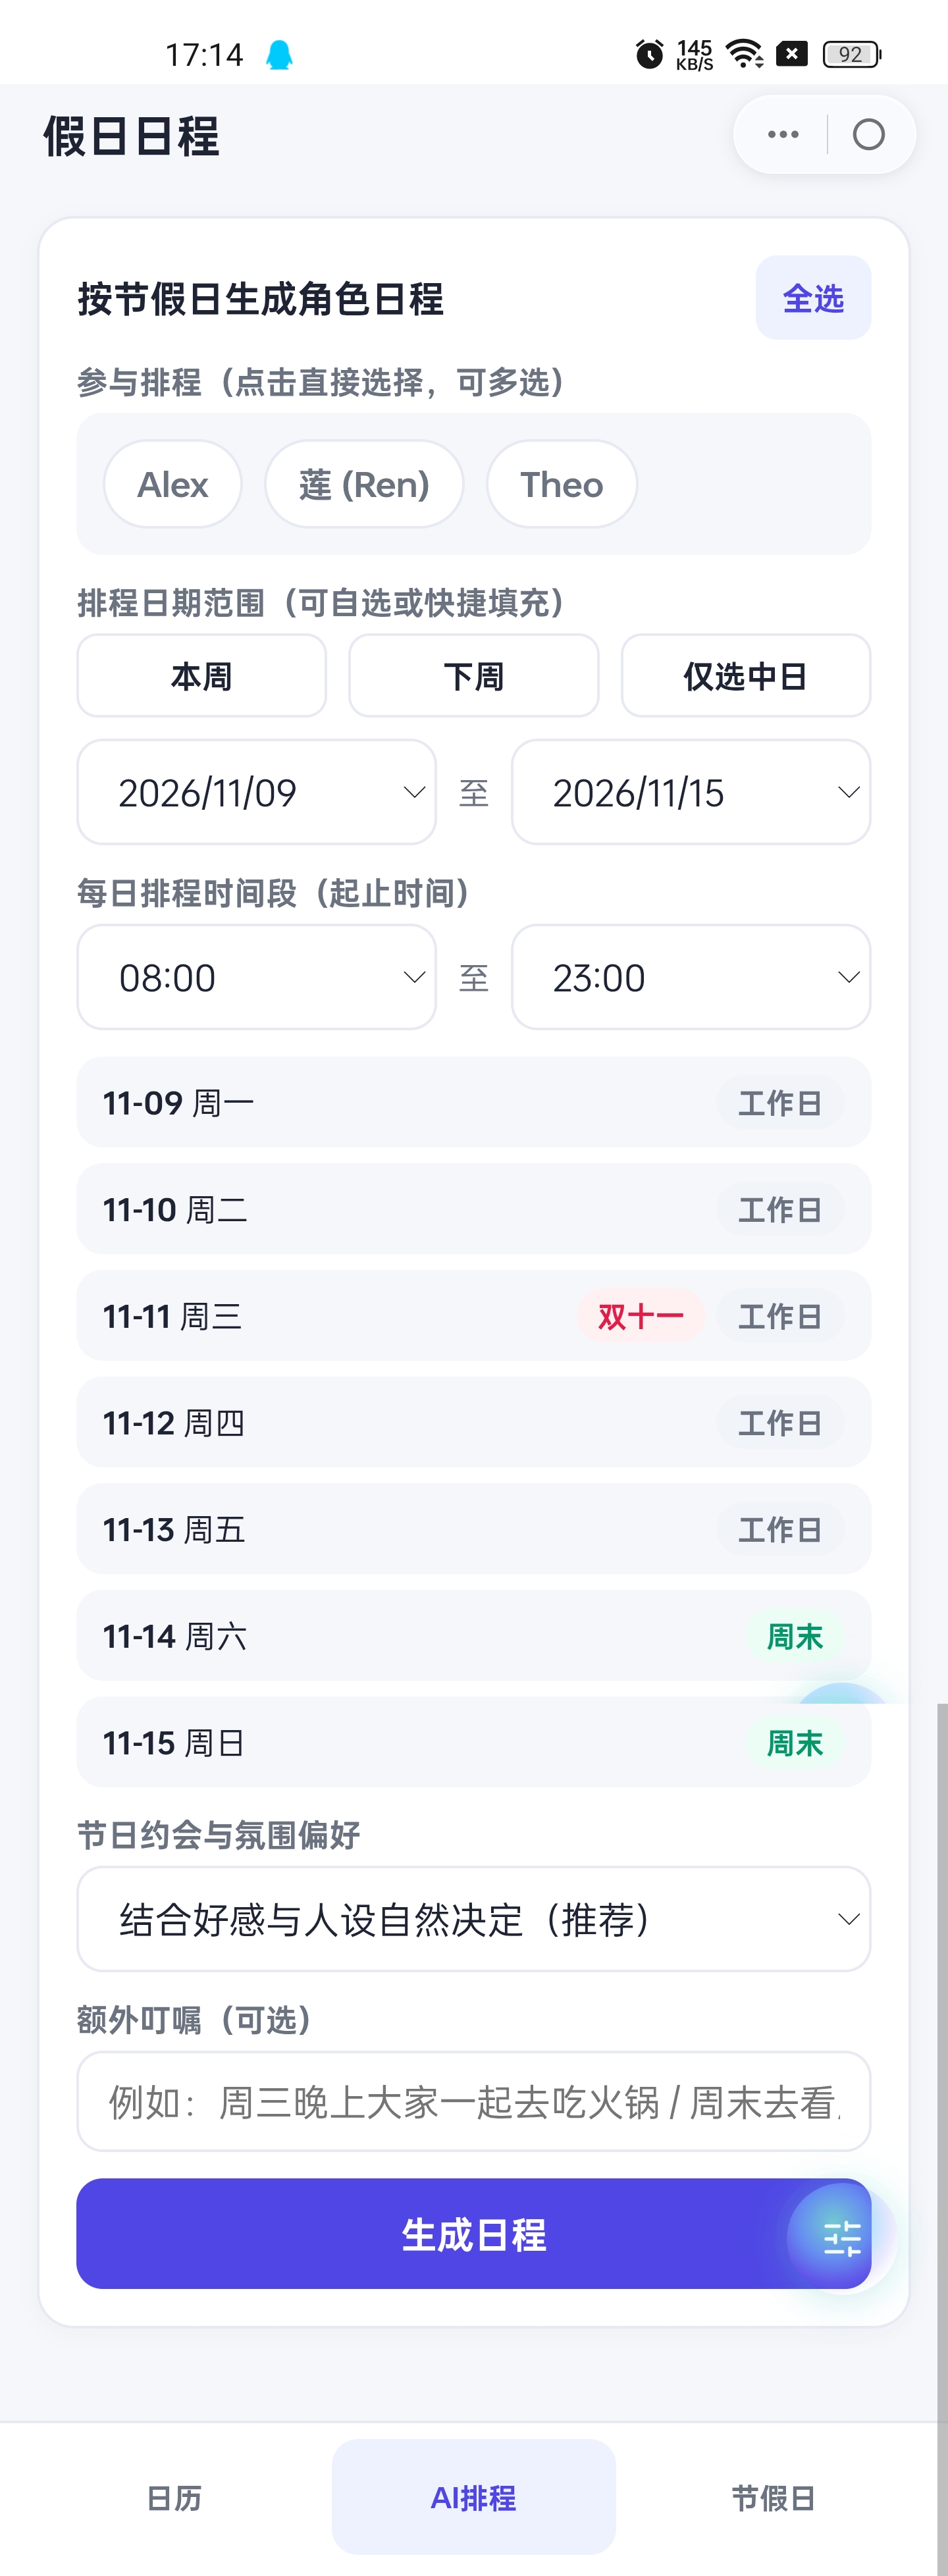 17:14
145
KB/S
92
假日日程
按节假日生成角色日程
全选
参与排程（点击直接选择，可多选）
Alex
莲 (Ren)
Theo
排程日期范围（可自选或快捷填充）
本周
下周
仅选中日
2026/11/09
至
2026/11/15
每日排程时间段（起止时间）
08:00
至
23:00
11-09 周一
工作日
11-10 周二
工作日
11-11 周三
双十一
工作日
11-12 周四
工作日
11-13 周五
工作日
11-14 周六
周末
11-15 周日
周末
节日约会与氛围偏好
结合好感与人设自然决定（推荐）
额外叮嘱（可选）
例如：周三晚上大家一起去吃火锅 / 周末去看
生成日程
日历
AI排程
节假日